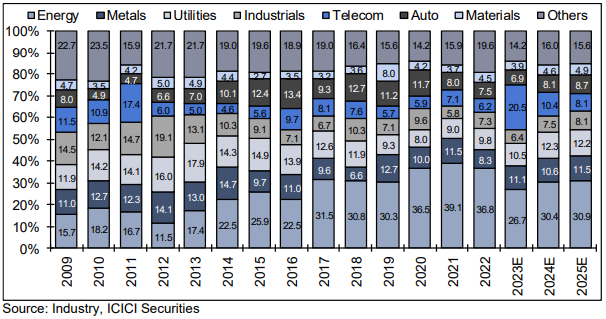 Energy Metals Utilities Industrials Telecom Auto Materials Others
100%
90%
80%
70%
60%
50%
40%
30%
20%
10%
0%
22.7 23.5 15.9 21.7 21.7 19.0 19.6 18.9 19.0 16.4 15.6 14.2 15.9 19.6 14.2 16.0 15.6
4.7 3.5 4.2 5.0 4.9 4.4 2.7 3.5 3.2 3.6 8.0 4.2 3.7 4.5 3.9 4.6 4.9
8.0 4.9 4.7 6.6 7.0 10.1 12.4 13.4 9.3 12.7 11.2 11.7 8.0 7.5 6.9 8.1 8.7
11.5 10.9 17.4 6.0 5.0 4.6 5.6 9.7 8.1 7.6 5.7 5.9 7.1 6.2 20.5 10.4 8.1
14.5 12.1 14.7 19.1 13.1 10.3 9.1 7.1 6.7 10.3 7.1 9.6 5.8 7.3 6.4 7.5 8.1
11.9 14.2 14.1 16.0 17.9 14.3 14.9 13.9 12.6 11.9 9.3 8.0 9.0 9.8 10.5 12.3 12.2
11.0 12.7 12.3 14.1 13.0 14.7 9.7 11.0 9.6 6.6 12.7 10.0 11.5 8.3 11.1 10.6 11.5
15.7 18.2 16.7 11.5 17.4 22.5 25.9 22.5 31.5 30.8 30.3 36.5 39.1 36.8 26.7 30.4 30.9
2009 2010 2011 2012 2013 2014 2015 2016 2017 2018 2019 2020 2021 2022 2023E 2024E 2025E
Source: Industry, ICICI Securities